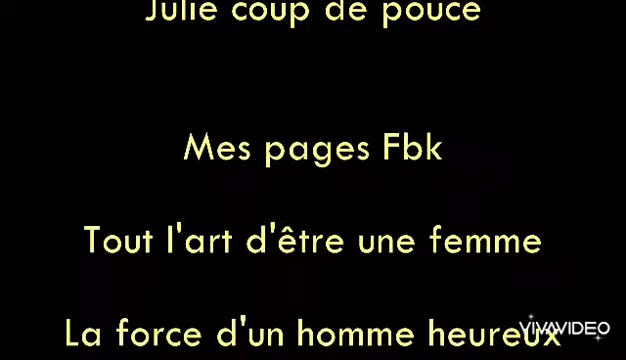 Julie coup de pouce
Mes pages Fbk
Tout l'art d'être une femme
La force d'un homme heureux
VIVAVIDEO